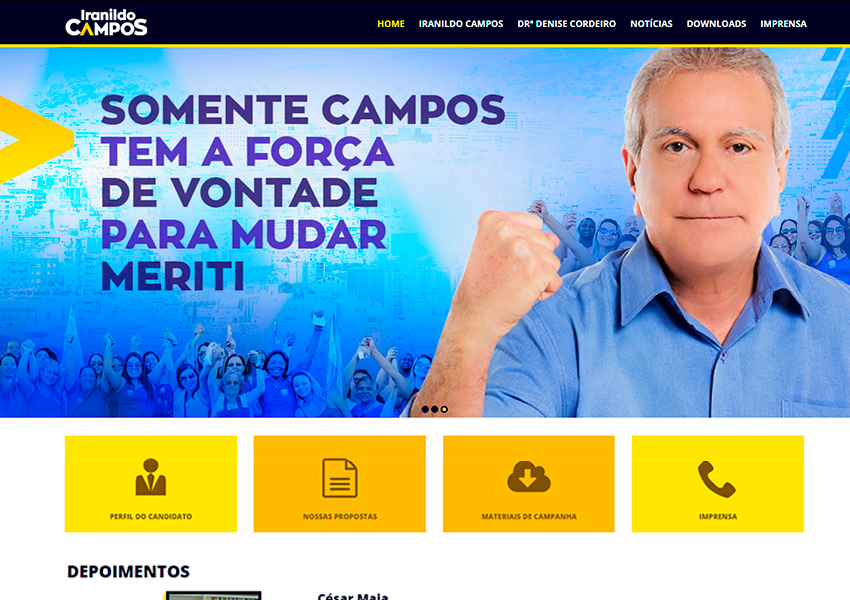 Iranildo
CAMPOS
HOME IRANILDO CAMPOS DRª DENISE CORDEIRO NOTÍCIAS DOWNLOADS IMPRENSA
SOMENTE CAMPOS
TEM A FORÇA
DE VONTADE
PARA MUDAR
MERITI
PERFIL DO CANDIDATO NOSSAS PROPOSTAS MATERIAIS DE CAMPANHA IMPRENSA
DEPOIMENTOS
César Maia